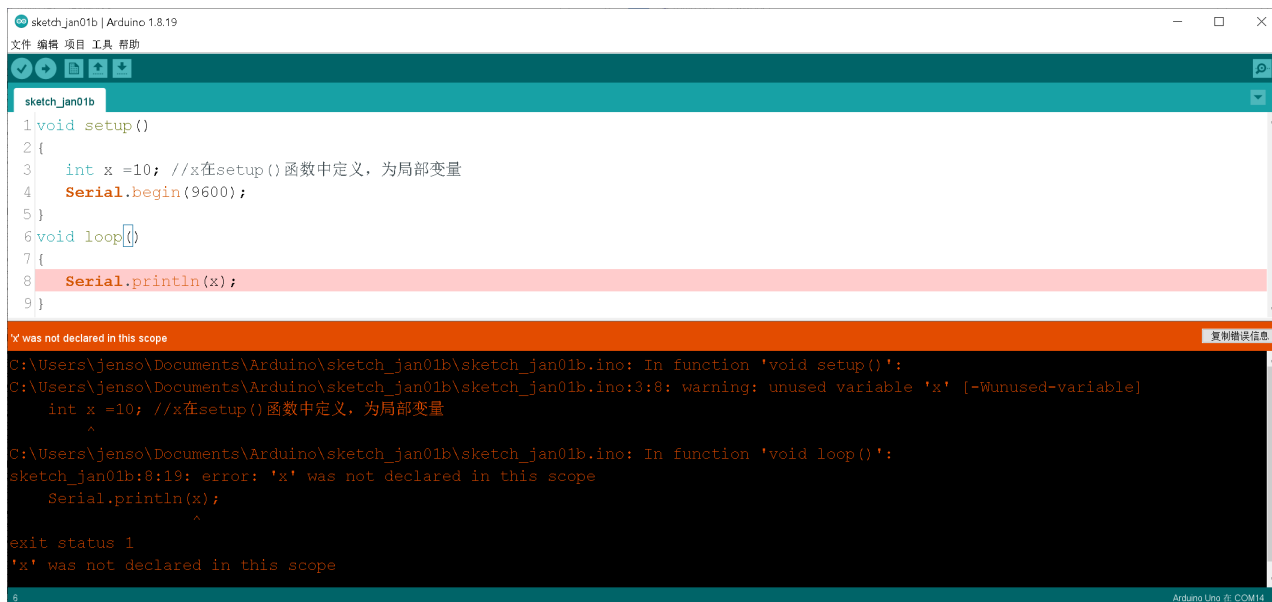 sketch_jan01b | Arduino 1.8.19
文件 编辑 项目 工具 帮助
sketch_jan01b
1 void setup()
2 {
3    int x =10; //x在setup()函数中定义，为局部变量
4    Serial.begin(9600);
5 }
6 void loop()
7 {
8    Serial.println(x);
9 }
'x' was not declared in this scope 复制错误信息
C:\Users\jenso\Documents\Arduino\sketch_jan01b\sketch_jan01b.ino: In function 'void setup()':
C:\Users\jenso\Documents\Arduino\sketch_jan01b\sketch_jan01b.ino:3:8: warning: unused variable 'x' [-Wunused-variable]
    int x =10; //x在setup()函数中定义，为局部变量
        ^
C:\Users\jenso\Documents\Arduino\sketch_jan01b\sketch_jan01b.ino: In function 'void loop()':
sketch_jan01b:8:19: error: 'x' was not declared in this scope
    Serial.println(x);
                   ^
exit status 1
'x' was not declared in this scope
6 Arduino Uno 在 COM14